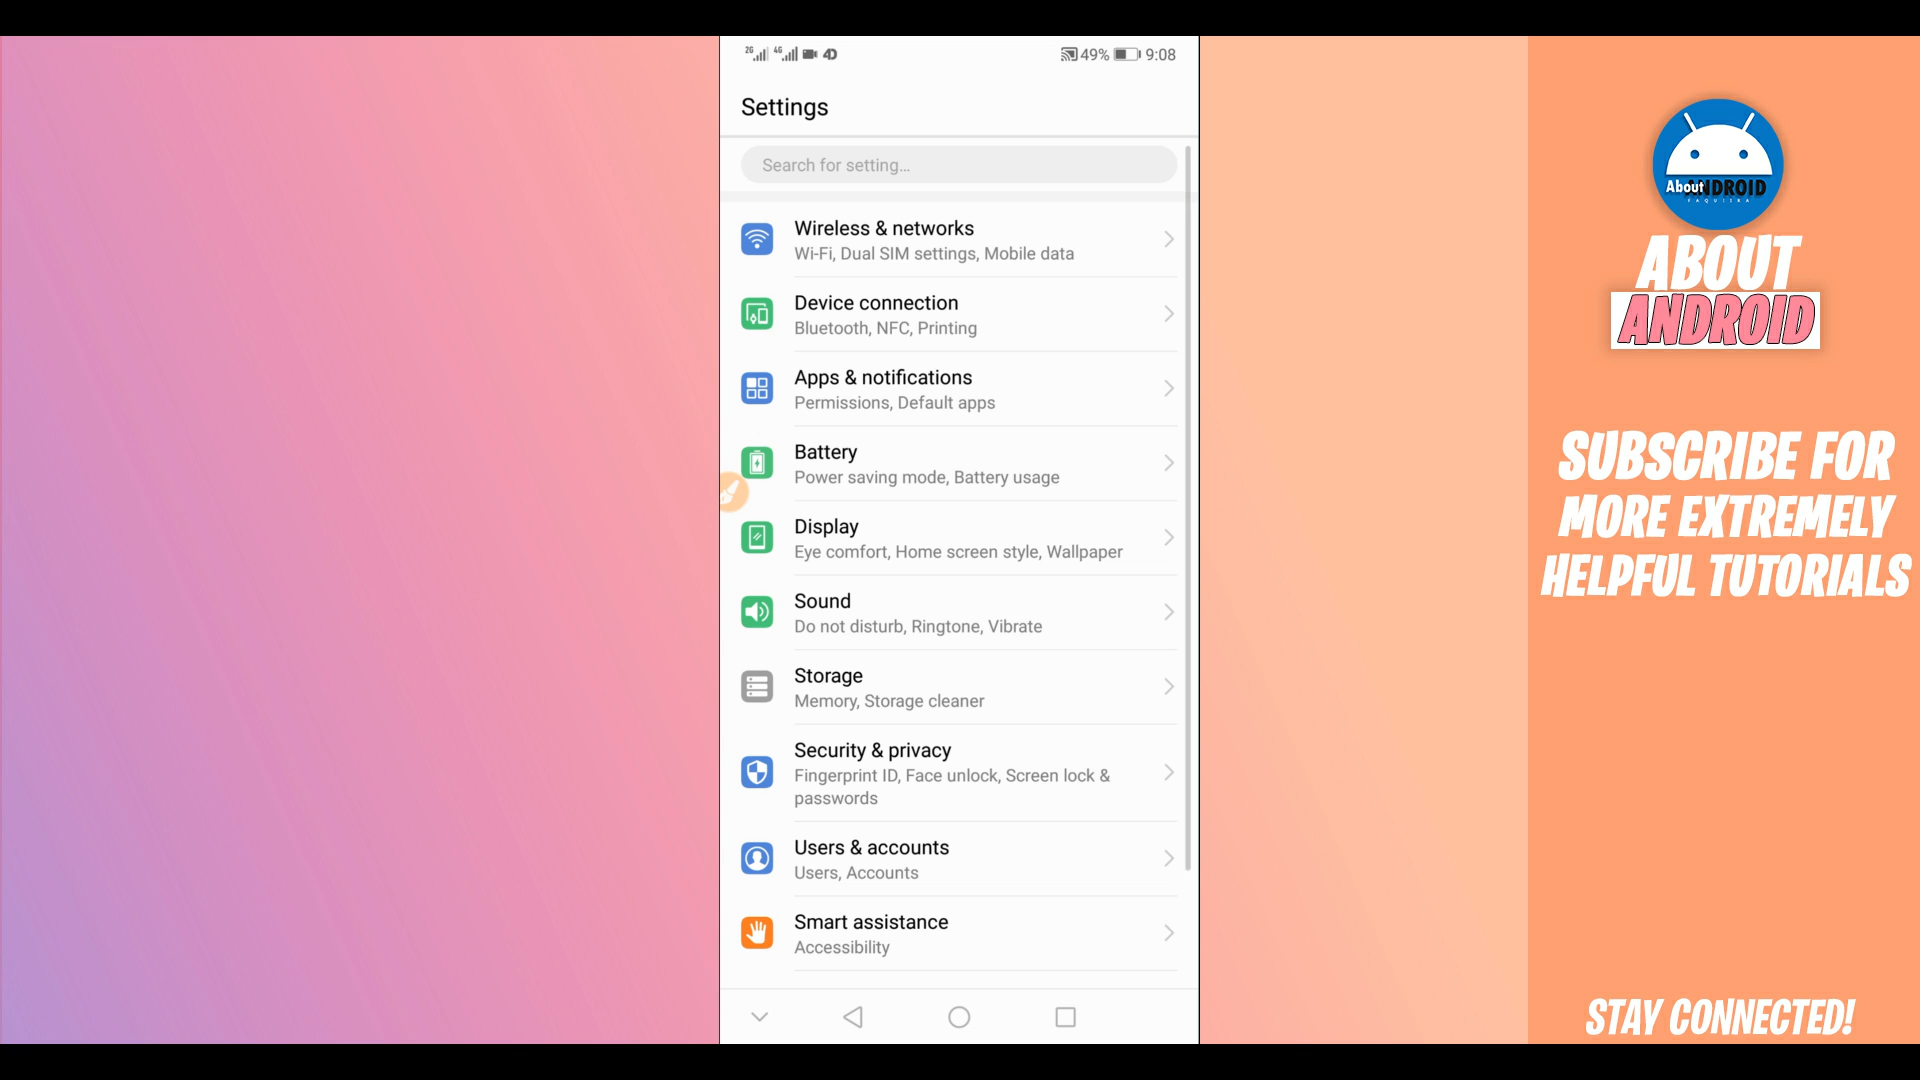 2G 4G 4D 49% 9:08
Settings
Search for setting...
Wireless & networks
Wi-Fi, Dual SIM settings, Mobile data
Device connection
Bluetooth, NFC, Printing
Apps & notifications
Permissions, Default apps
Battery
Power saving mode, Battery usage
Display
Eye comfort, Home screen style, Wallpaper
Sound
Do not disturb, Ringtone, Vibrate
Storage
Memory, Storage cleaner
Security & privacy
Fingerprint ID, Face unlock, Screen lock &
passwords
Users & accounts
Users, Accounts
Smart assistance
Accessibility
About ANDROID
ABOUT
ANDROID
SUBSCRIBE FOR
MORE EXTREMELY
HELPFUL TUTORIALS
STAY CONNECTED!